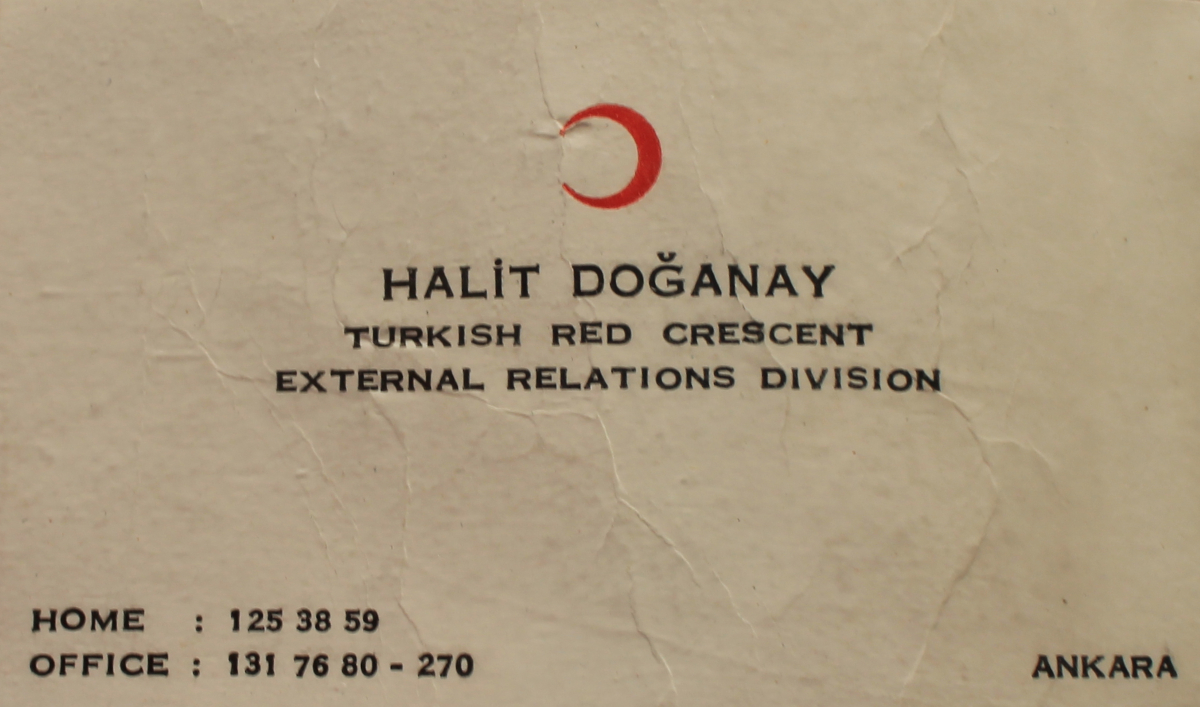 HALİT DOĞANAY
TURKISH RED CRESCENT
EXTERNAL RELATIONS DIVISION
HOME : 125 38 59
OFFICE : 131 76 80 - 270
ANKARA